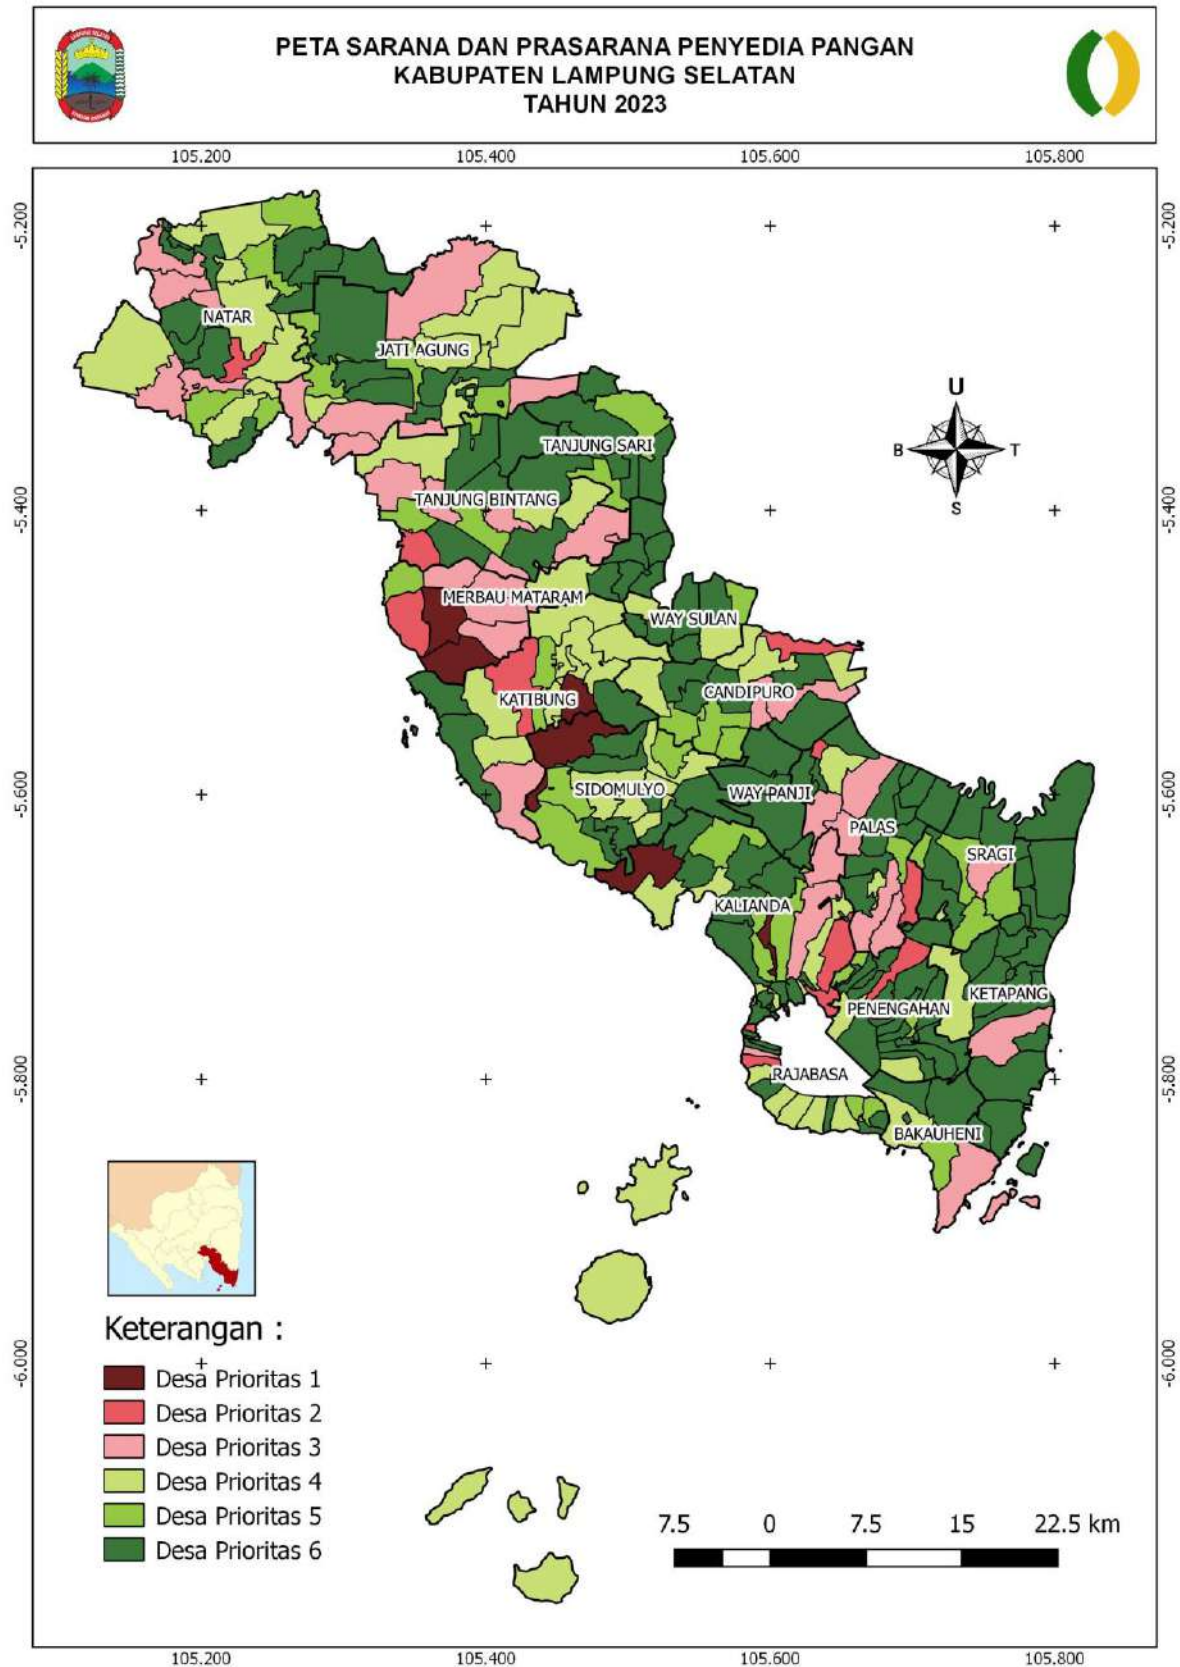 PETA SARANA DAN PRASARANA PENYEDIA PANGAN
KABUPATEN LAMPUNG SELATAN
TAHUN 2023
LAMPUNG SELATAN
105.200 105.400 105.600 105.800
-5.200 -5.200
NATAR
JATI AGUNG
U
B T
S
TANJUNG SARI
TANJUNG BINTANG
-5.400 -5.400
MERBAU MATARAM
WAY SULAN
KATIBUNG
CANDIPURO
SIDOMULYO
WAY PANJI
-5.600 -5.600
PALAS
SRAGI
KALIANDA
KETAPANG
PENENGAHAN
RAJABASA
-5.800 -5.800
BAKAUHENI
Keterangan :
-6.000 -6.000
Desa Prioritas 1
Desa Prioritas 2
Desa Prioritas 3
Desa Prioritas 4
Desa Prioritas 5
Desa Prioritas 6
7.5 0 7.5 15 22.5 km
105.200 105.400 105.600 105.800